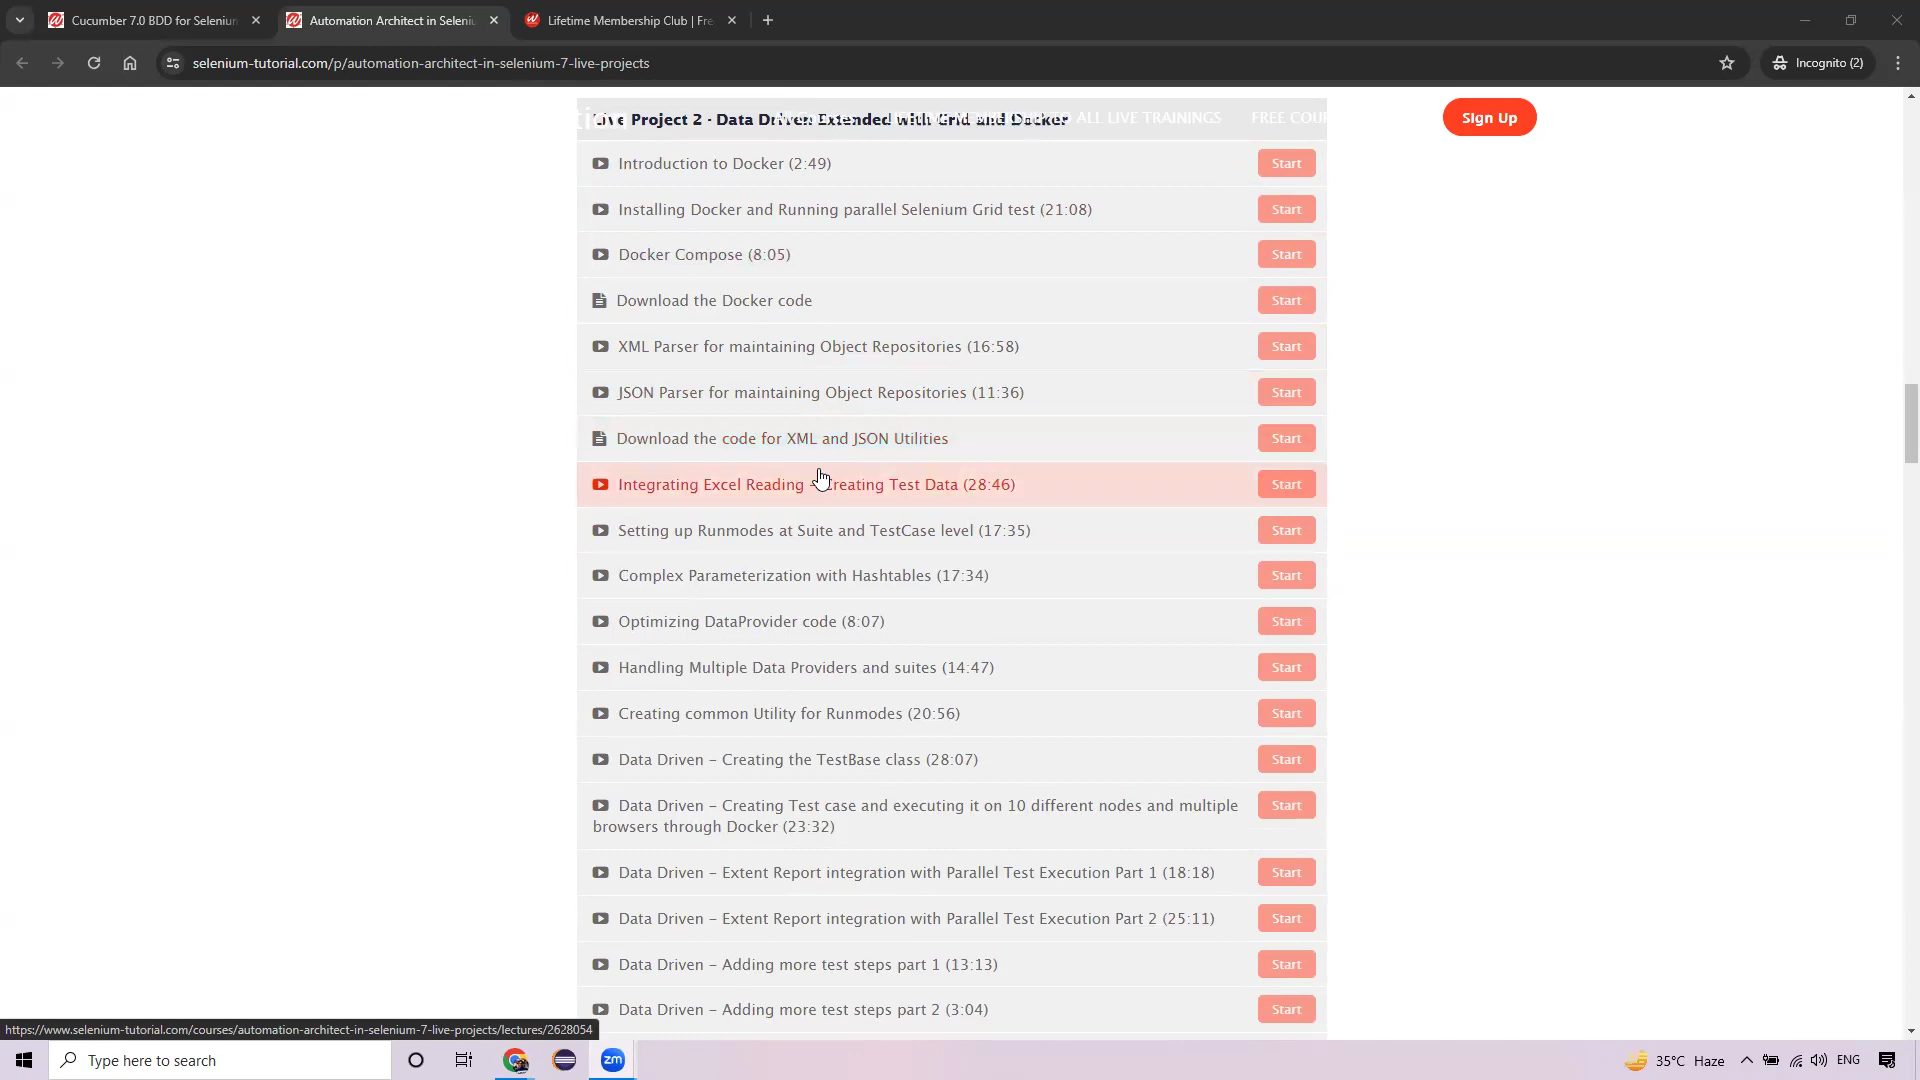 Cucumber 7.0 BDD for Selenium
Automation Architect in Seleniu
Lifetime Membership Club | Fre
selenium-tutorial.com/p/automation-architect-in-selenium-7-live-projects
Incognito (2)
Live Project 2 - Data Driven Extended with Grid and Docker
ALL LIVE TRAININGS
FREE COUR
Sign Up
Introduction to Docker (2:49)
Start
Installing Docker and Running parallel Selenium Grid test (21:08)
Start
Docker Compose (8:05)
Start
Download the Docker code
Start
XML Parser for maintaining Object Repositories (16:58)
Start
JSON Parser for maintaining Object Repositories (11:36)
Start
Download the code for XML and JSON Utilities
Start
Integrating Excel Reading - Creating Test Data (28:46)
Start
Setting up Runmodes at Suite and TestCase level (17:35)
Start
Complex Parameterization with Hashtables (17:34)
Start
Optimizing DataProvider code (8:07)
Start
Handling Multiple Data Providers and suites (14:47)
Start
Creating common Utility for Runmodes (20:56)
Start
Data Driven - Creating the TestBase class (28:07)
Start
Data Driven - Creating Test case and executing it on 10 different nodes and multiple
browsers through Docker (23:32)
Start
Data Driven - Extent Report integration with Parallel Test Execution Part 1 (18:18)
Start
Data Driven - Extent Report integration with Parallel Test Execution Part 2 (25:11)
Start
Data Driven - Adding more test steps part 1 (13:13)
Start
Data Driven - Adding more test steps part 2 (3:04)
Start
https://www.selenium-tutorial.com/courses/automation-architect-in-selenium-7-live-projects/lectures/2628054
Type here to search
zm
35°C Haze
ENG